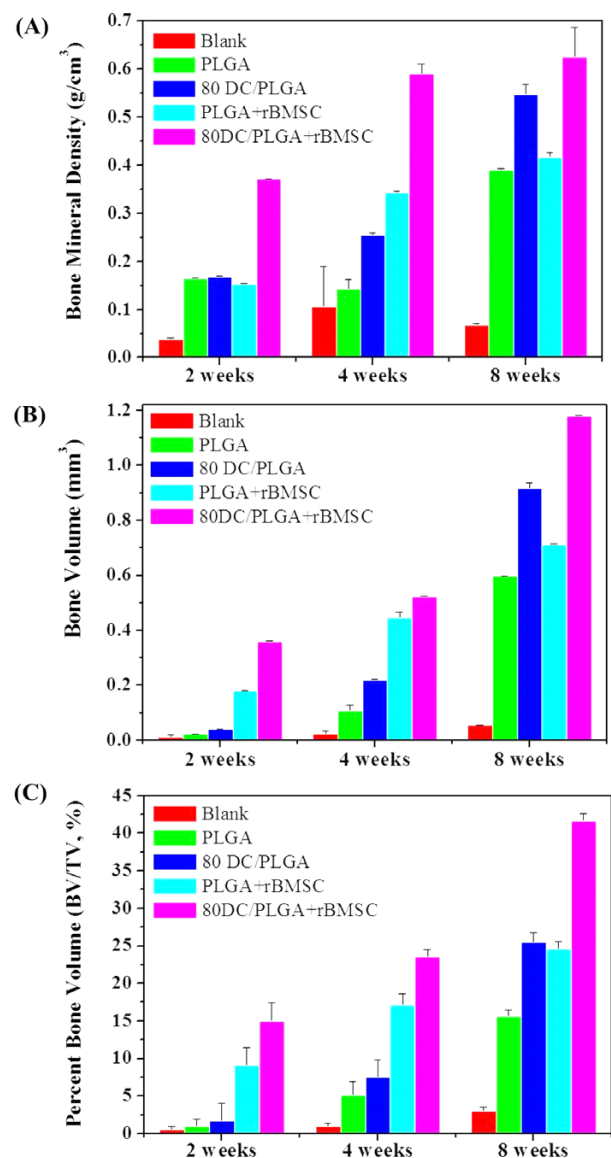 (A)
Bone Mineral Density (g/cm³)
0.7
0.6
0.5
0.4
0.3
0.2
0.1
0.0
Blank
PLGA
80 DC/PLGA
PLGA+rBMSC
80DC/PLGA+rBMSC
2 weeks 4 weeks 8 weeks
(B)
Bone Volume (mm³)
1.2
1.0
0.8
0.6
0.4
0.2
0.0
Blank
PLGA
80 DC/PLGA
PLGA+rBMSC
80DC/PLGA+rBMSC
2 weeks 4 weeks 8 weeks
(C)
Percent Bone Volume (BV/TV, %)
45
40
35
30
25
20
15
10
5
0
Blank
PLGA
80 DC/PLGA
PLGA+rBMSC
80DC/PLGA+rBMSC
2 weeks 4 weeks 8 weeks